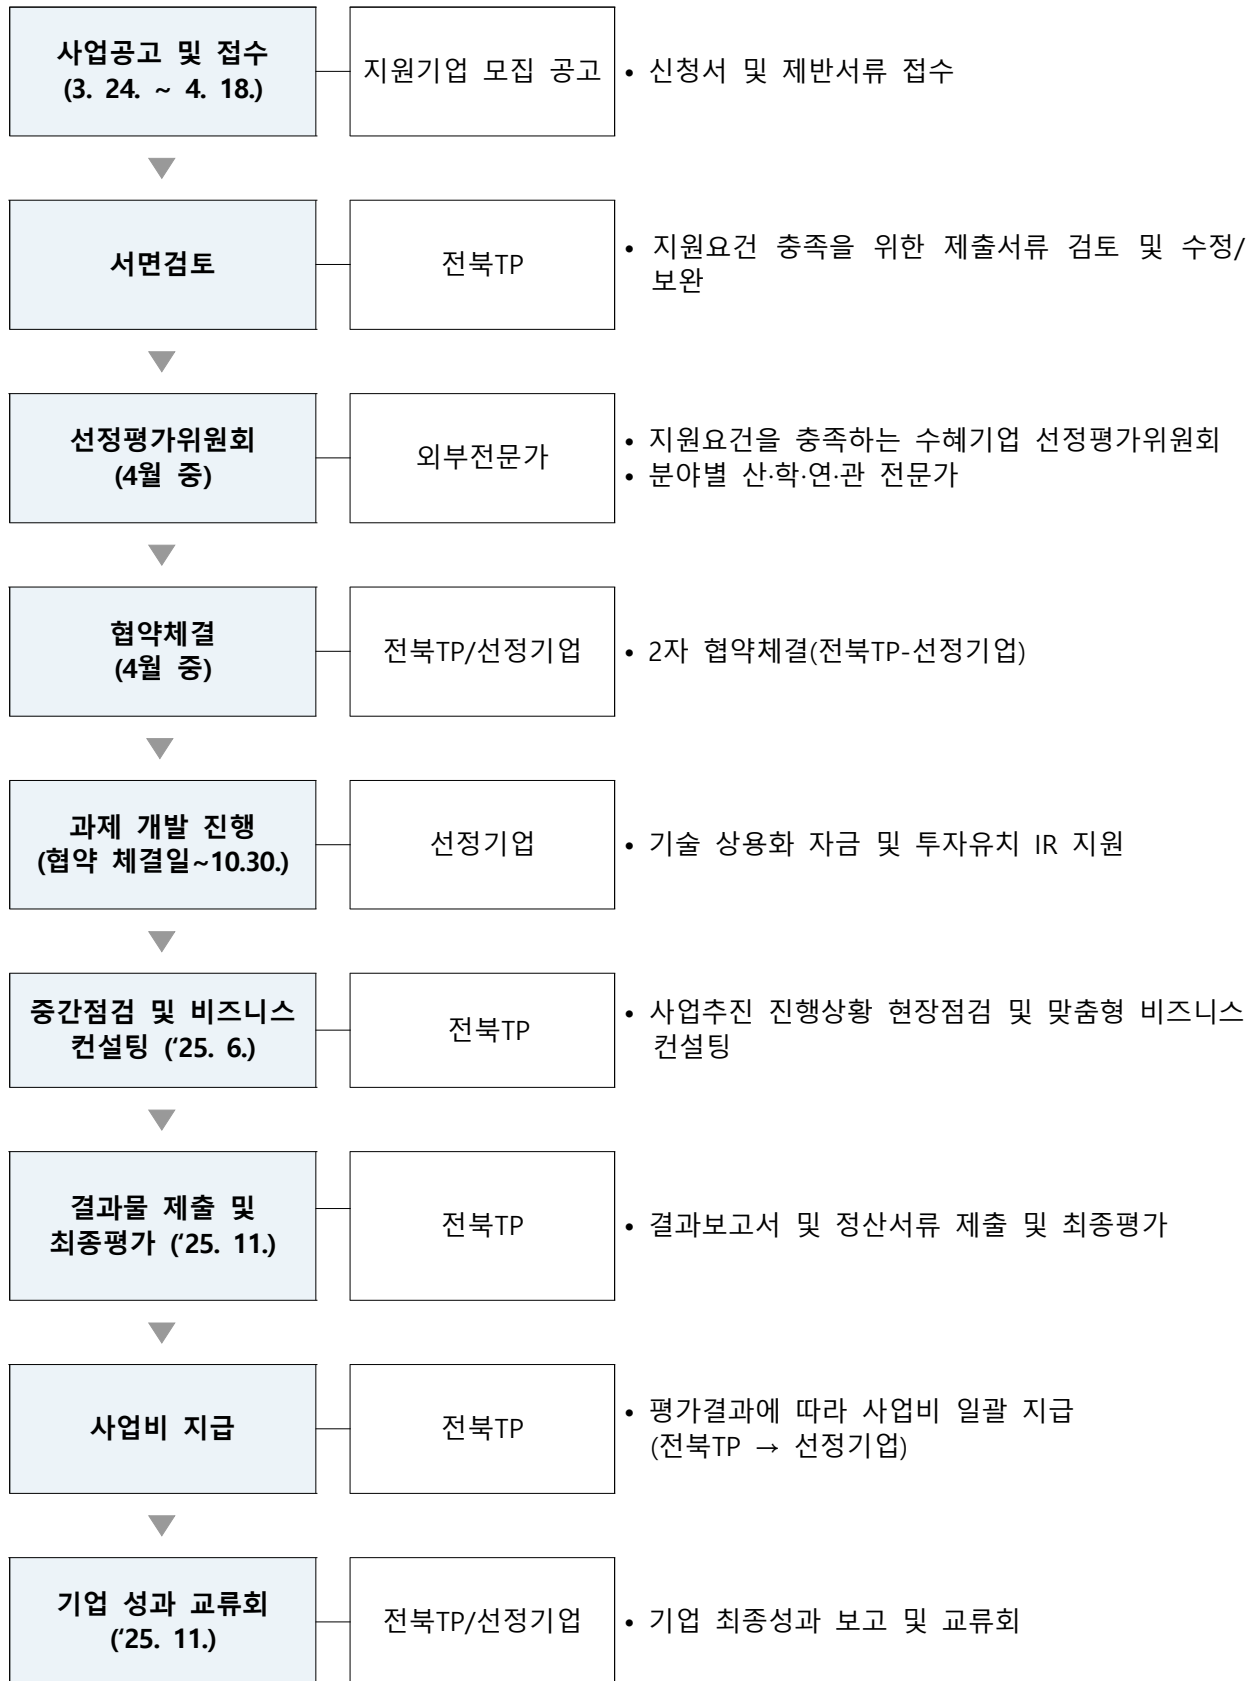 사업공고 및 접수
(3. 24. ~ 4. 18.)
지원기업 모집 공고
• 신청서 및 제반서류 접수
서면검토
전북TP
• 지원요건 충족을 위한 제출서류 검토 및 수정/
보완
선정평가위원회
(4월 중)
외부전문가
• 지원요건을 충족하는 수혜기업 선정평가위원회
• 분야별 산·학·연·관 전문가
협약체결
(4월 중)
전북TP/선정기업
• 2자 협약체결(전북TP-선정기업)
과제 개발 진행
(협약 체결일~10.30.)
선정기업
• 기술 상용화 자금 및 투자유치 IR 지원
중간점검 및 비즈니스
컨설팅 (‘25. 6.)
전북TP
• 사업추진 진행상황 현장점검 및 맞춤형 비즈니스
컨설팅
결과물 제출 및
최종평가 (‘25. 11.)
전북TP
• 결과보고서 및 정산서류 제출 및 최종평가
사업비 지급
전북TP
• 평가결과에 따라 사업비 일괄 지급
(전북TP → 선정기업)
기업 성과 교류회
(‘25. 11.)
전북TP/선정기업
• 기업 최종성과 보고 및 교류회